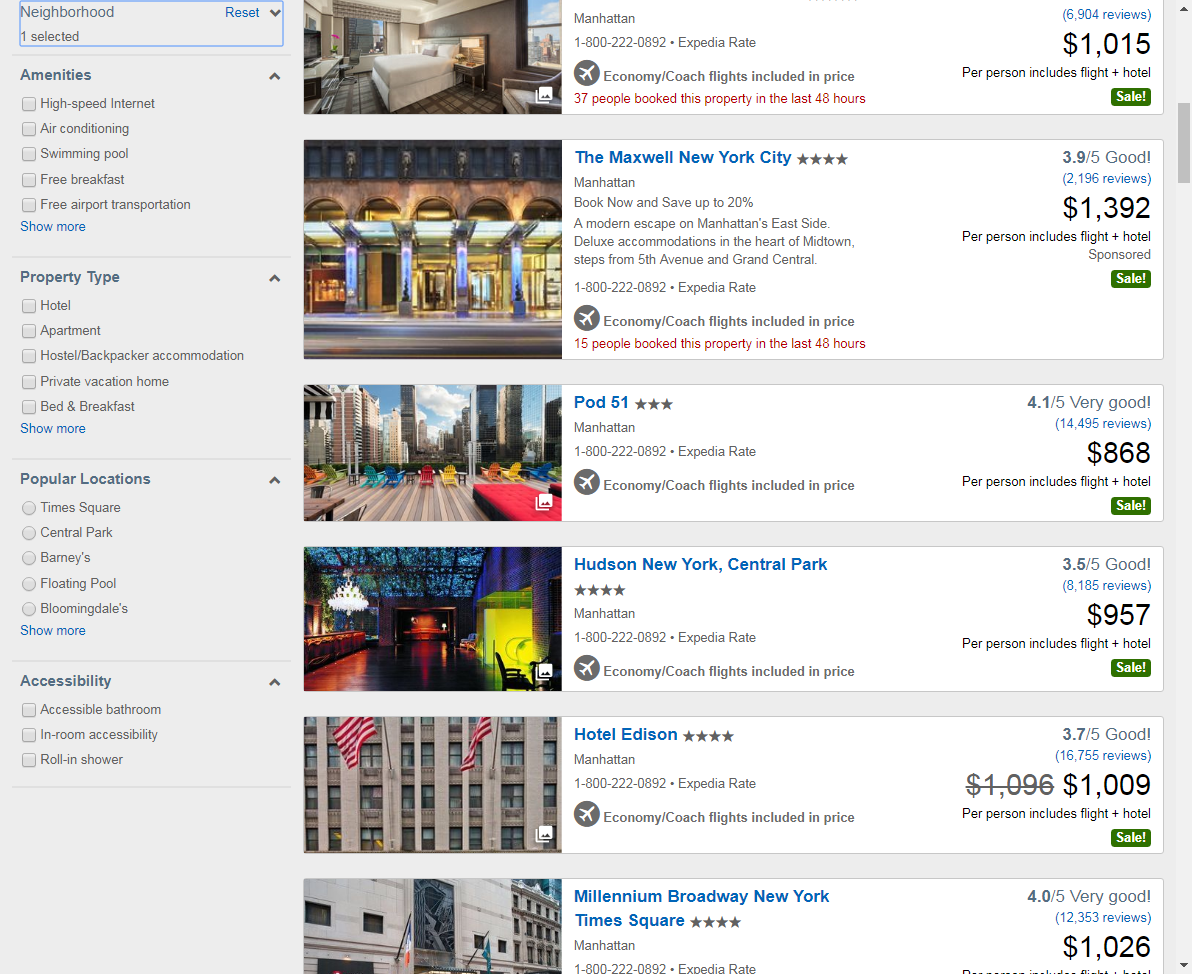 Neighborhood Reset
1 selected
Amenities
High-speed Internet
Air conditioning
Swimming pool
Free breakfast
Free airport transportation
Show more
Property Type
Hotel
Apartment
Hostel/Backpacker accommodation
Private vacation home
Bed & Breakfast
Show more
Popular Locations
Times Square
Central Park
Barney's
Floating Pool
Bloomingdale's
Show more
Accessibility
Accessible bathroom
In-room accessibility
Roll-in shower
Manhattan
1-800-222-0892 • Expedia Rate
Economy/Coach flights included in price
37 people booked this property in the last 48 hours
(6,904 reviews)
$1,015
Per person includes flight + hotel
Sale!
The Maxwell New York City
Manhattan
Book Now and Save up to 20%
A modern escape on Manhattan's East Side.
Deluxe accommodations in the heart of Midtown,
steps from 5th Avenue and Grand Central.
1-800-222-0892 • Expedia Rate
Economy/Coach flights included in price
15 people booked this property in the last 48 hours
3.9/5 Good!
(2,196 reviews)
$1,392
Per person includes flight + hotel
Sponsored
Sale!
Pod 51
Manhattan
1-800-222-0892 • Expedia Rate
Economy/Coach flights included in price
4.1/5 Very good!
(14,495 reviews)
$868
Per person includes flight + hotel
Sale!
Hudson New York, Central Park
Manhattan
1-800-222-0892 • Expedia Rate
Economy/Coach flights included in price
3.5/5 Good!
(8,185 reviews)
$957
Per person includes flight + hotel
Sale!
Hotel Edison
Manhattan
1-800-222-0892 • Expedia Rate
Economy/Coach flights included in price
3.7/5 Good!
(16,755 reviews)
$1,096 $1,009
Per person includes flight + hotel
Sale!
Millennium Broadway New York
Times Square
Manhattan
1-800-222-0892 • Expedia Rate
4.0/5 Very good!
(12,353 reviews)
$1,026